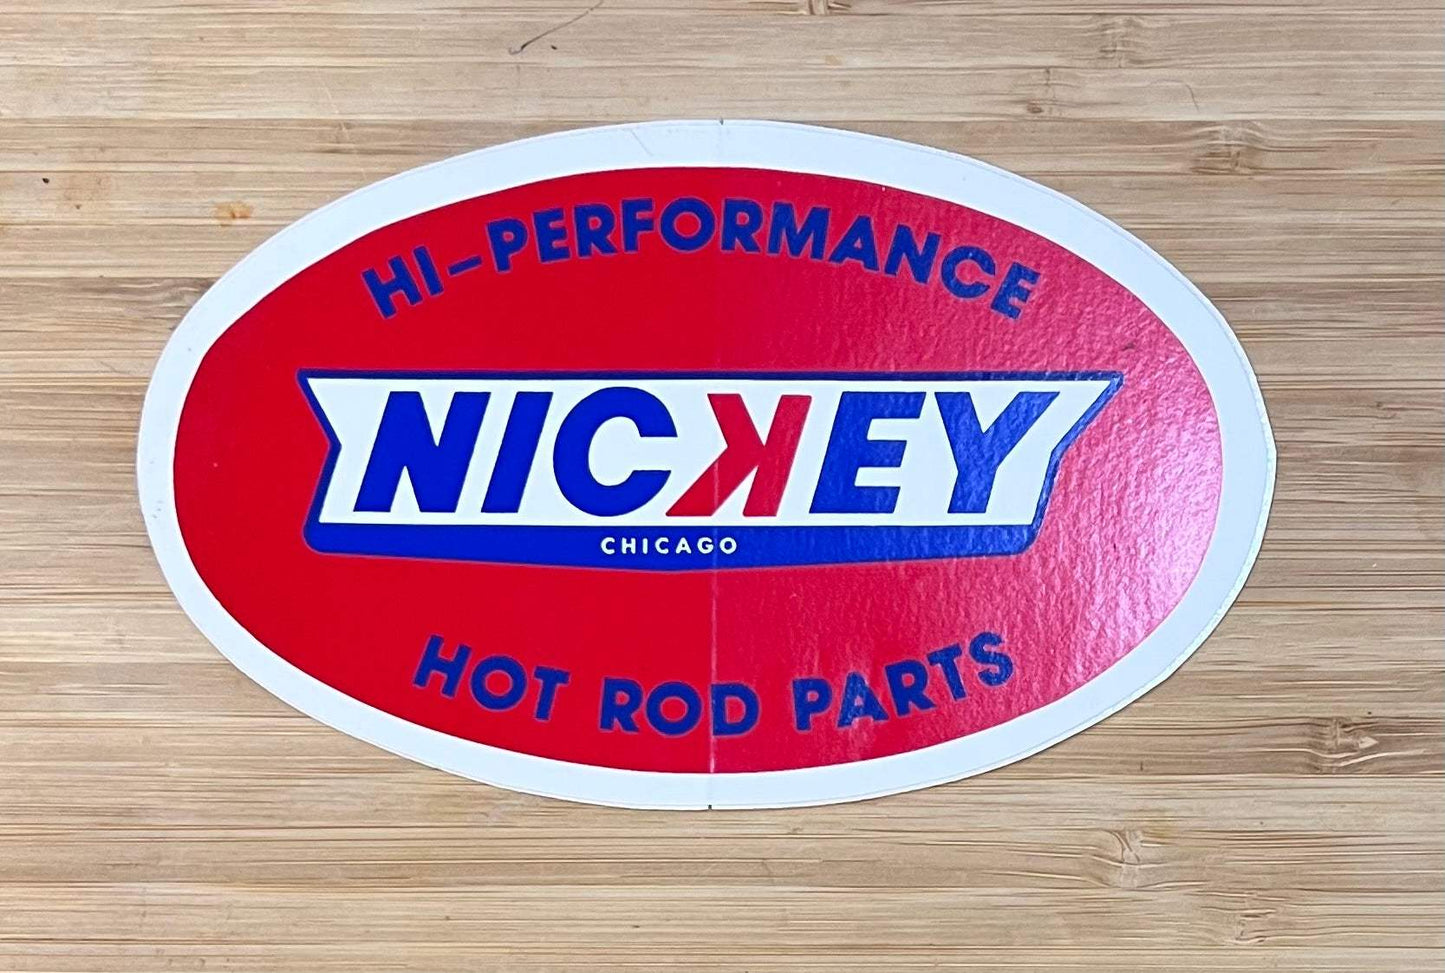 HI-PERFORMANCE
NICKEY
CHICAGO
HOT ROD PARTS